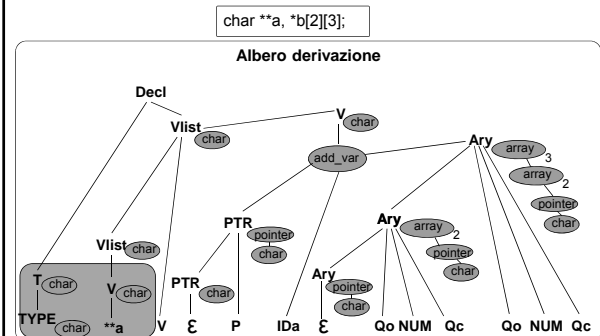 char **a, *b[2][3];
Albero derivazione
Decl
Vlist char
V char
add_var
Ary array 3
array 2
pointer
char
PTR pointer
char
Ary array 2
pointer
char
Vlist char
T char
V char
PTR char
Ary pointer
char
TYPE char
**a V ε P IDa ε Qo NUM Qc Qo NUM Qc